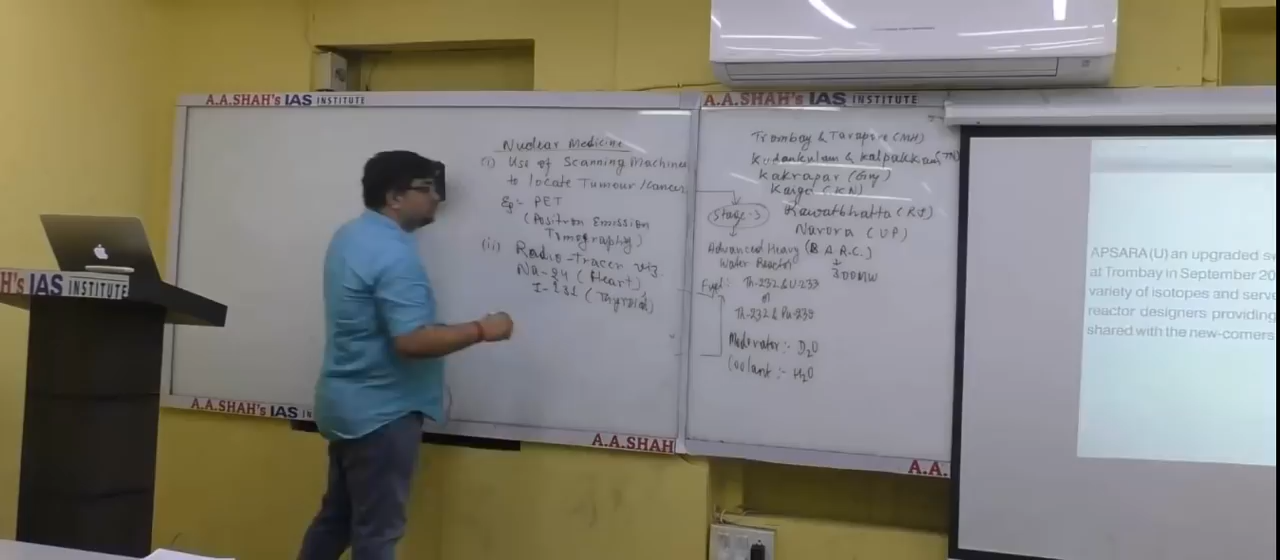 A.A.SHAH's IAS INSTITUTE
Nuclear Medicine
(i) Use of Scanning Machines
to locate Tumour/Cancer
Eg:- PET
(Positron Emission
Tomography)
(ii) Radio-Tracer viz.
Na-24 (Heart)
I-131 (Thyroid)
A.A.SHAH's IAS IN
A.A.SHAH
A.A.SHAH's IAS INSTITUTE
Trombay & Tarapore (MH)
Kudankulam & Kalpakkam (TN)
Kakrapar (Guj)
Kaiga (KN)
Rawatbhatta (RJ)
Narora (UP)
Stage-3
Advanced Heavy (B.A.R.C.)
Water Reactor
300MW
Fuel: Th-232 & U-233
or
Th-232 & Pu-239
Moderator:- D2O
Coolant:- H2O
A.A.
H's IAS INSTITUTE
APSARA (U) an upgraded
at Trombay in September 20
variety of isotopes and serv
reactor designers providing
shared with the new-comers